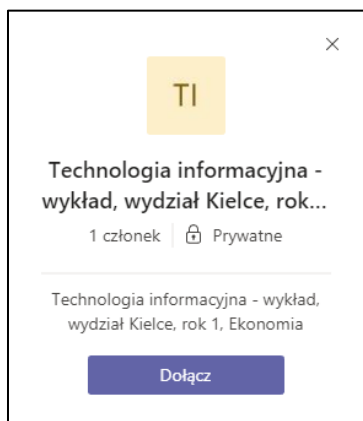 TI
Technologia informacyjna -
wykład, wydział Kielce, rok...
1 członek Prywatne
Technologia informacyjna - wykład,
wydział Kielce, rok 1, Ekonomia
Dołącz